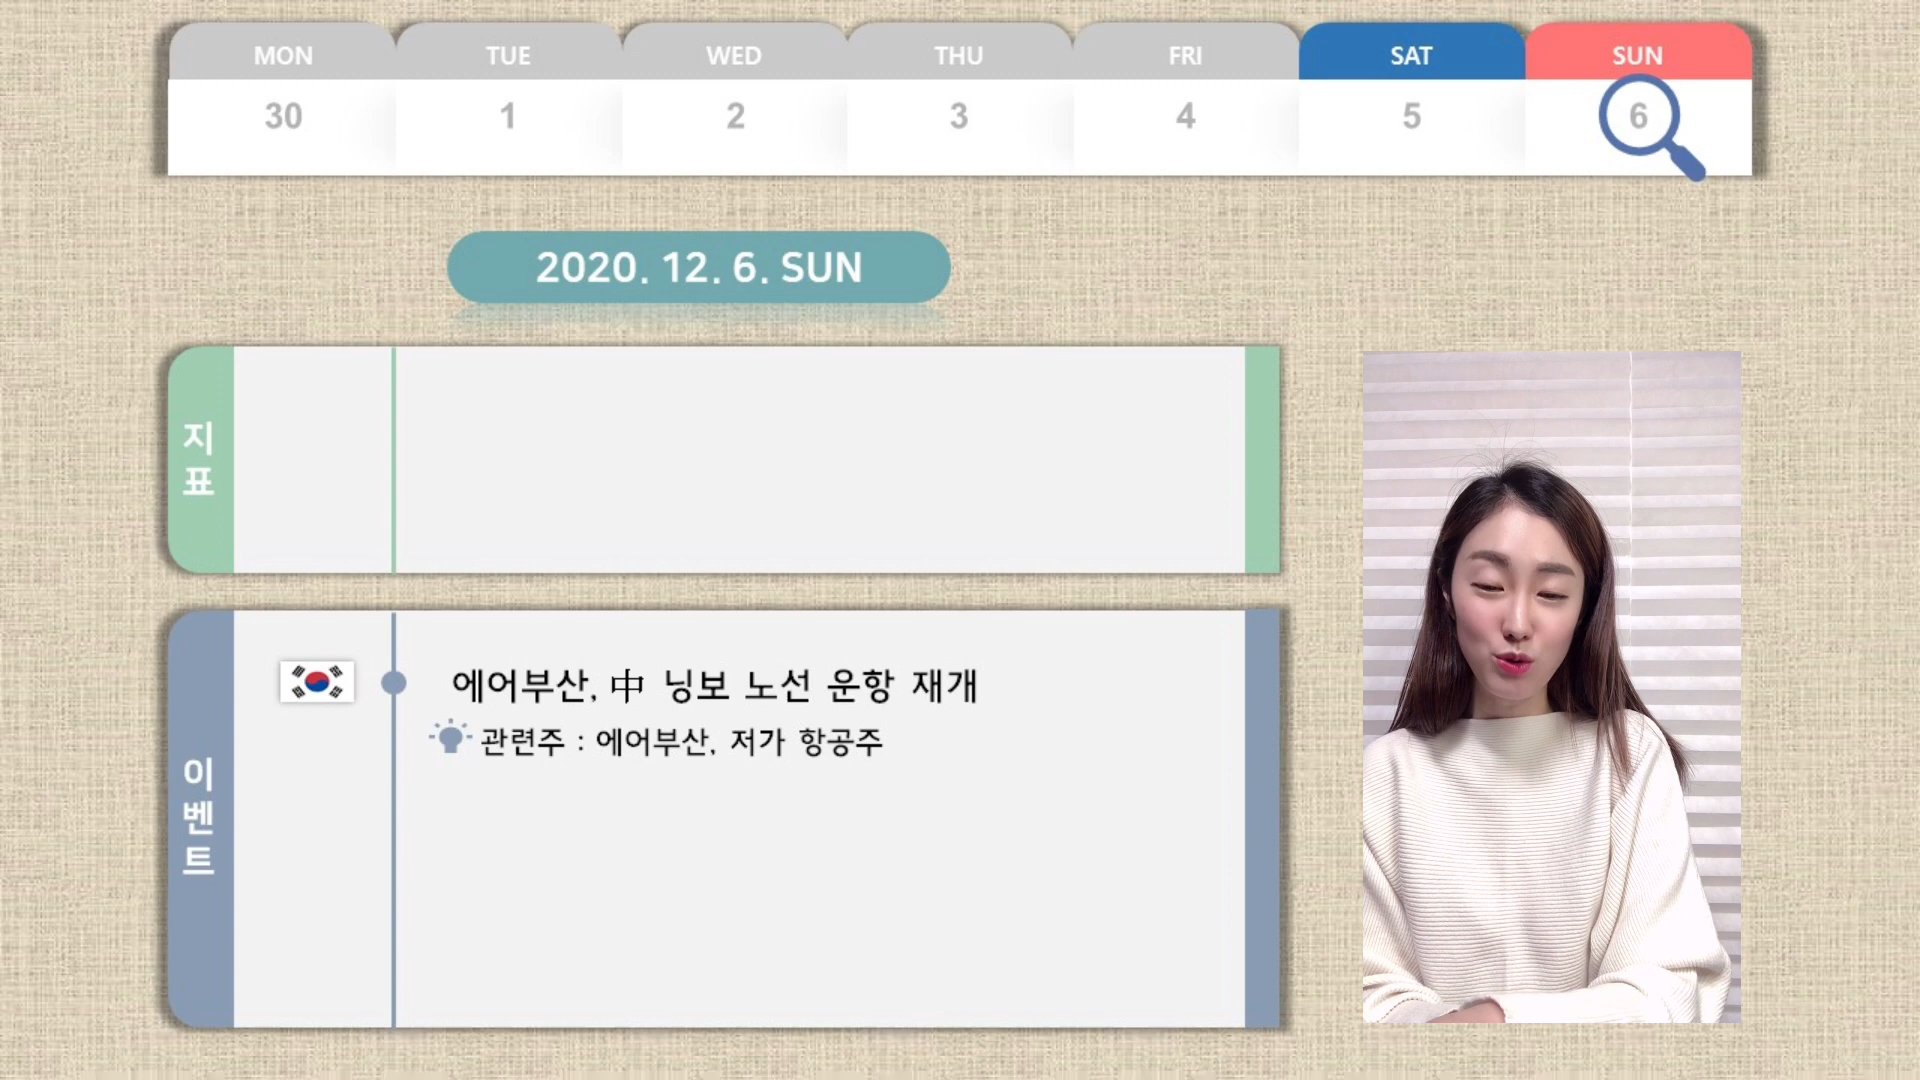 MON TUE WED THU FRI SAT SUN
30 1 2 3 4 5 6
2020. 12. 6. SUN
지표
이벤트
에어부산, 中 닝보 노선 운항 재개
관련주 : 에어부산, 저가 항공주